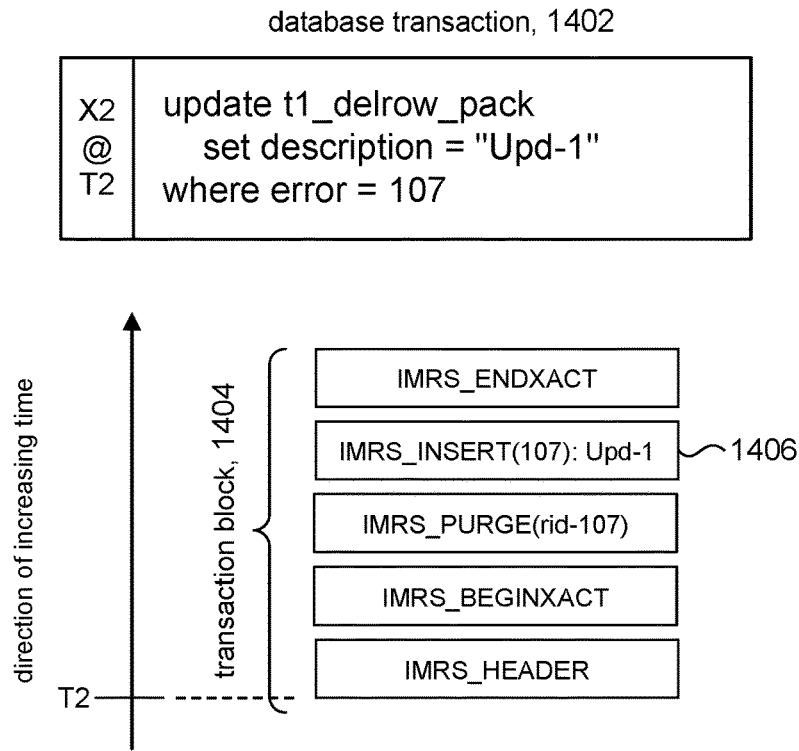 database transaction, 1402
X2
@
T2
update t1_delrow_pack
set description = "Upd-1"
where error = 107
direction of increasing time
transaction block, 1404
IMRS_ENDXACT
IMRS_INSERT(107): Upd-1
1406
IMRS_PURGE(rid-107)
IMRS_BEGINXACT
IMRS_HEADER
T2